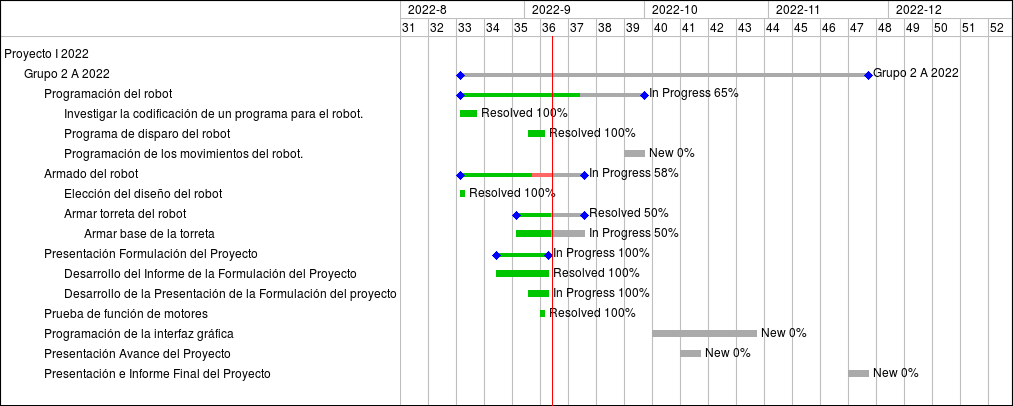 2022-8 2022-9 2022-10 2022-11 2022-12
31 32 33 34 35 36 37 38 39 40 41 42 43 44 45 46 47 48 49 50 51 52
Proyecto I 2022
Grupo 2 A 2022 Grupo 2 A 2022
Programación del robot In Progress 65%
Investigar la codificación de un programa para el robot. Resolved 100%
Programa de disparo del robot Resolved 100%
Programación de los movimientos del robot. New 0%
Armado del robot In Progress 58%
Elección del diseño del robot Resolved 100%
Armar torreta del robot Resolved 50%
Armar base de la torreta In Progress 50%
Presentación Formulación del Proyecto In Progress 100%
Desarrollo del Informe de la Formulación del Proyecto Resolved 100%
Desarrollo de la Presentación de la Formulación del proyecto In Progress 100%
Prueba de función de motores Resolved 100%
Programación de la interfaz gráfica New 0%
Presentación Avance del Proyecto New 0%
Presentación e Informe Final del Proyecto New 0%